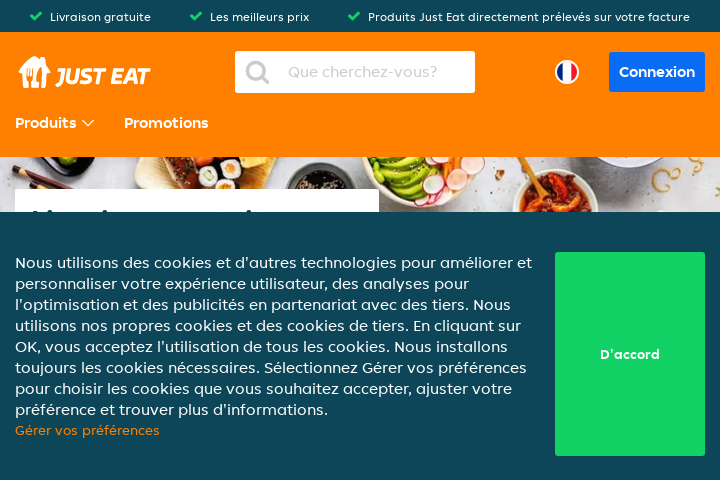 Livraison gratuite
Les meilleurs prix
Produits Just Eat directement prélevés sur votre facture
JUST EAT
Que cherchez-vous?
Connexion
Produits
Promotions
Nous utilisons des cookies et d'autres technologies pour améliorer et
personnaliser votre expérience utilisateur, des analyses pour
l'optimisation et des publicités en partenariat avec des tiers. Nous
utilisons nos propres cookies et des cookies de tiers. En cliquant sur
OK, vous acceptez l'utilisation de tous les cookies. Nous installons
toujours les cookies nécessaires. Sélectionnez Gérer vos préférences
pour choisir les cookies que vous souhaitez accepter, ajuster votre
préférence et trouver plus d'informations.
Gérer vos préférences
D'accord